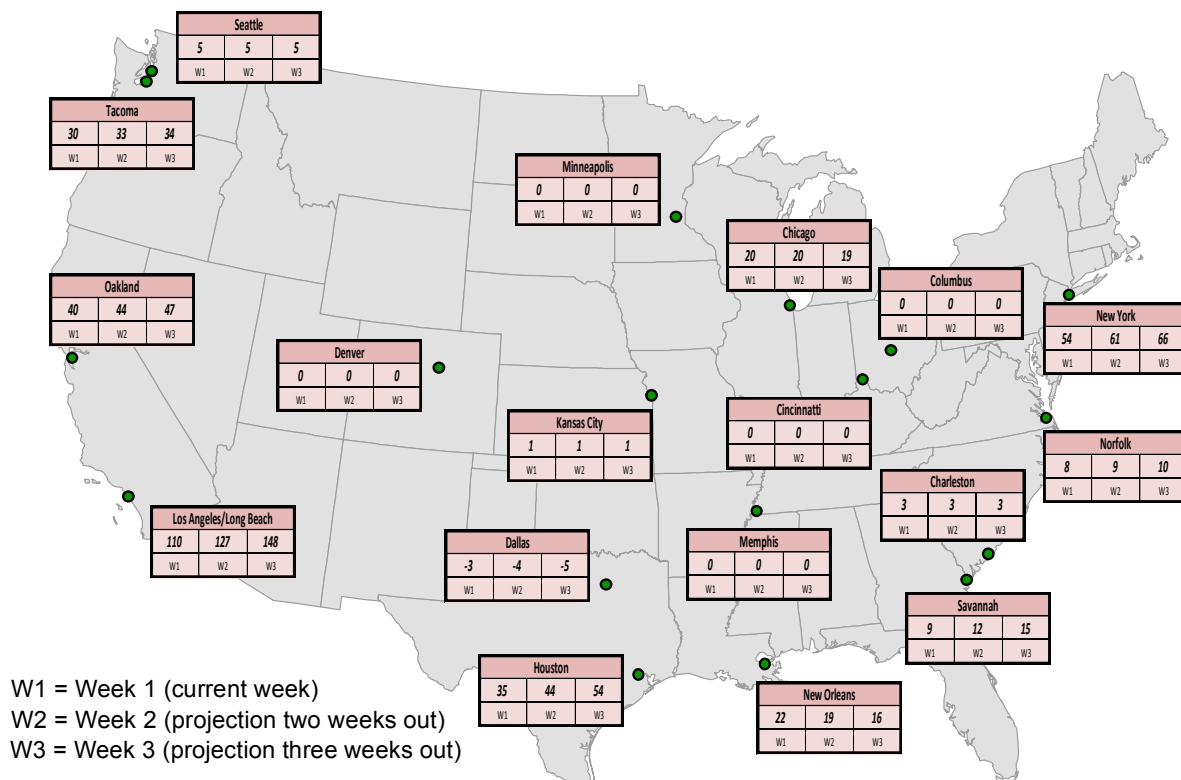 Seattle
5 5 5
W1 W2 W3
Tacoma
30 33 34
W1 W2 W3
Minneapolis
0 0 0
W1 W2 W3
Chicago
20 20 19
W1 W2 W3
Columbus
0 0 0
W1 W2 W3
Oakland
40 44 47
W1 W2 W3
New York
54 61 66
W1 W2 W3
Denver
0 0 0
W1 W2 W3
Kansas City
1 1 1
W1 W2 W3
Cincinnatti
0 0 0
W1 W2 W3
Norfolk
8 9 10
W1 W2 W3
Charleston
3 3 3
W1 W2 W3
Los Angeles/Long Beach
110 127 148
W1 W2 W3
Dallas
-3 -4 -5
W1 W2 W3
Memphis
0 0 0
W1 W2 W3
Savannah
9 12 15
W1 W2 W3
Houston
35 44 54
W1 W2 W3
New Orleans
22 19 16
W1 W2 W3
W1 = Week 1 (current week)
W2 = Week 2 (projection two weeks out)
W3 = Week 3 (projection three weeks out)